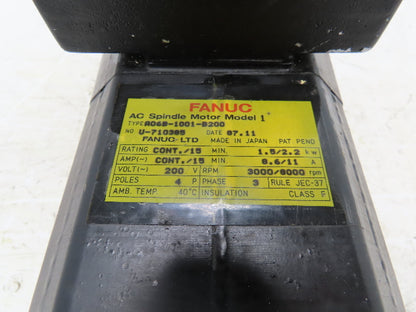 FANUC
AC Spindle Motor Model 1
TYPE A06B-1001-B200
NO U-710385 DATE 87.11
FANUC LTD MADE IN JAPAN PAT PEND
RATING CONT./15 MIN. 1.5/2.2 kW
AMP(~) CONT./15 MIN. 8.6/11 A
VOLT(~) 200 V RPM 3000/8000 rpm
POLES 4 P PHASE 3 RULE JEC-37
AMB. TEMP. 40°C INSULATION CLASS F